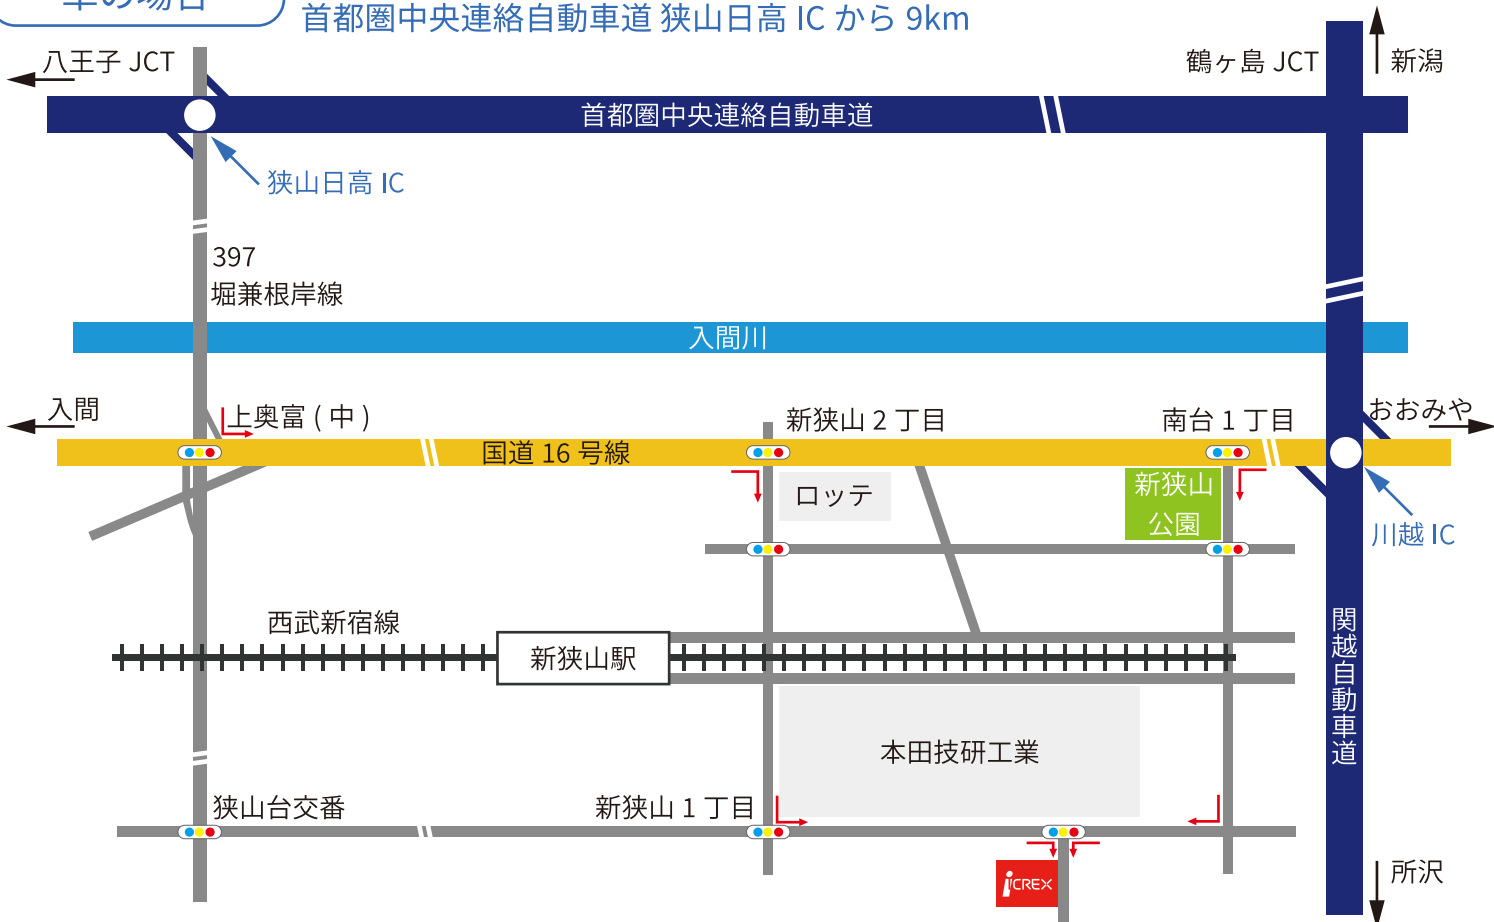 車の場合
首都圏中央連絡自動車道 狭山日高 IC から 9km
八王子 JCT
鶴ヶ島 JCT
新潟
首都圏中央連絡自動車道
狭山日高 IC
397
堀兼根岸線
入間川
入間
上奥富 ( 中 )
新狭山 2 丁目
南台 1 丁目
おおみや
国道 16 号線
ロッテ
新狭山
公園
川越 IC
西武新宿線
新狭山駅
関越自動車道
本田技研工業
狭山台交番
新狭山 1 丁目
所沢
iCREX